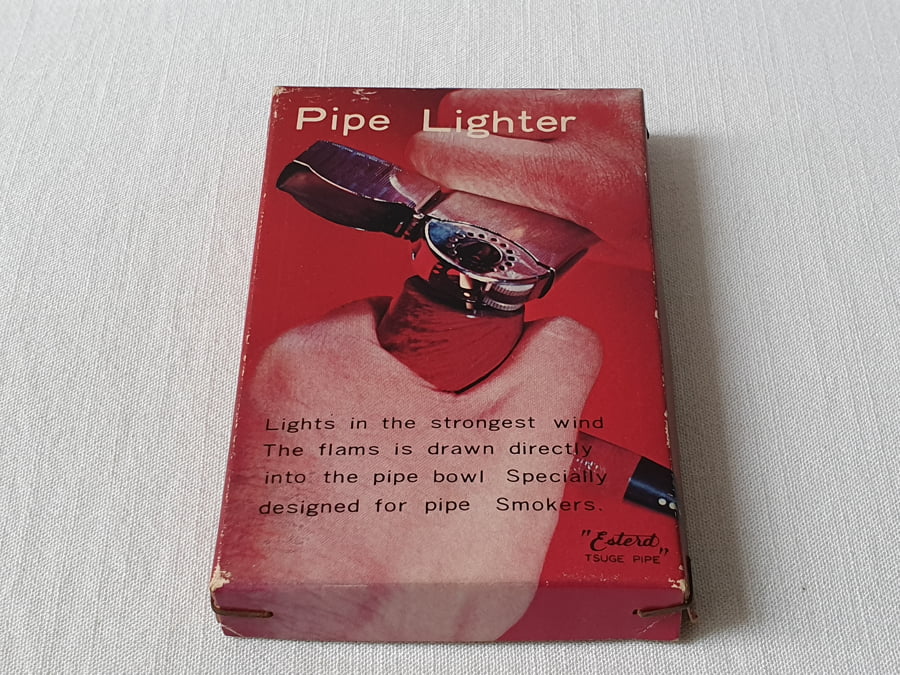 Pipe Lighter
Lights in the strongest wind
The flams is drawn directly
into the pipe bowl Specially
designed for pipe Smokers.
"Esterd"
TSUGE PIPE